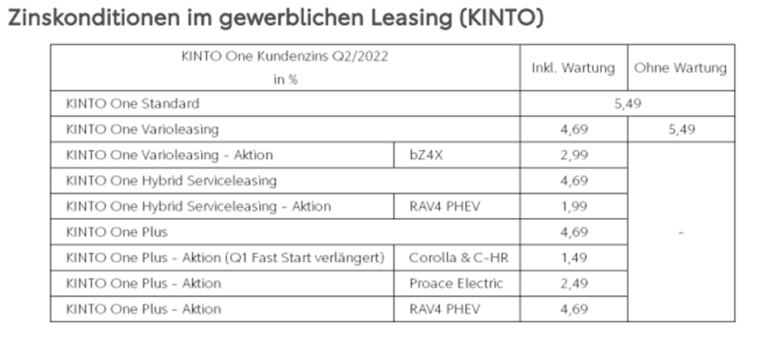 Zinskonditionen im gewerblichen Leasing (KINTO)
KINTO One Kundenzins Q2/2022
in %
Inkl. Wartung
Ohne Wartung
KINTO One Standard 5,49
KINTO One Varioleasing 4,69 5,49
KINTO One Varioleasing - Aktion bZ4X 2,99
KINTO One Hybrid Serviceleasing 4,69
KINTO One Hybrid Serviceleasing - Aktion RAV4 PHEV 1,99
KINTO One Plus 4,69 -
KINTO One Plus - Aktion (Q1 Fast Start verlängert) Corolla & C-HR 1,49
KINTO One Plus - Aktion Proace Electric 2,49
KINTO One Plus - Aktion RAV4 PHEV 4,69